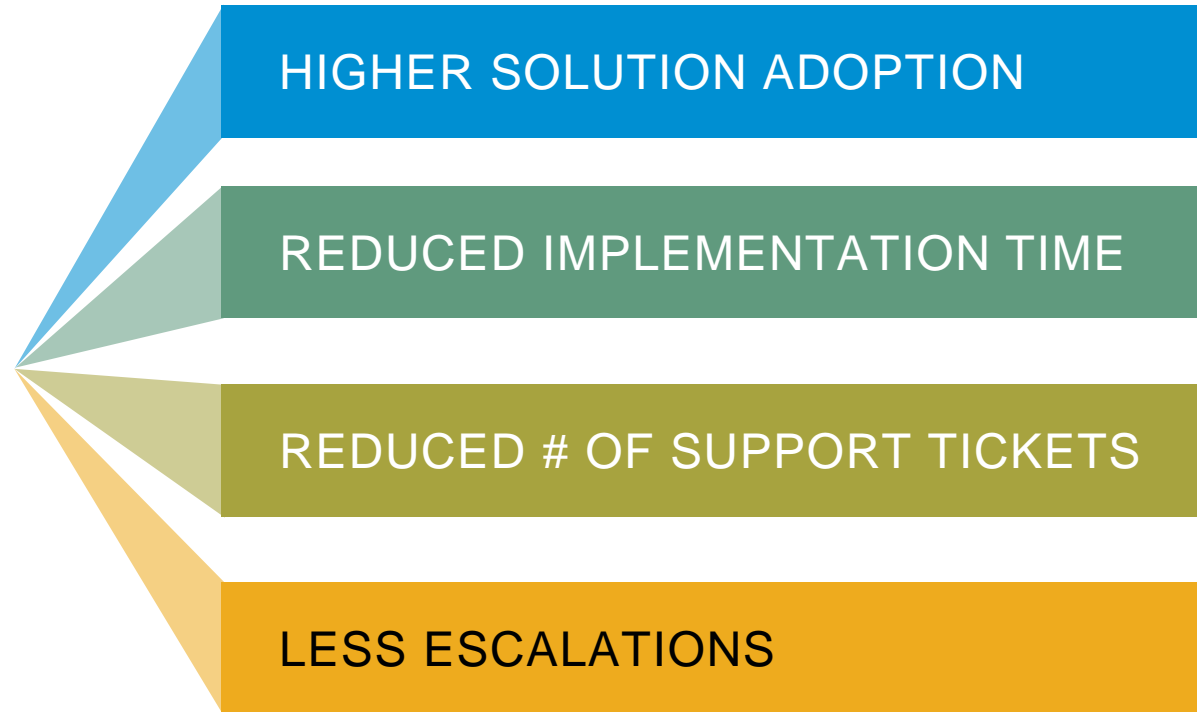 HIGHER SOLUTION ADOPTION
REDUCED IMPLEMENTATION TIME
REDUCED # OF SUPPORT TICKETS
LESS ESCALATIONS